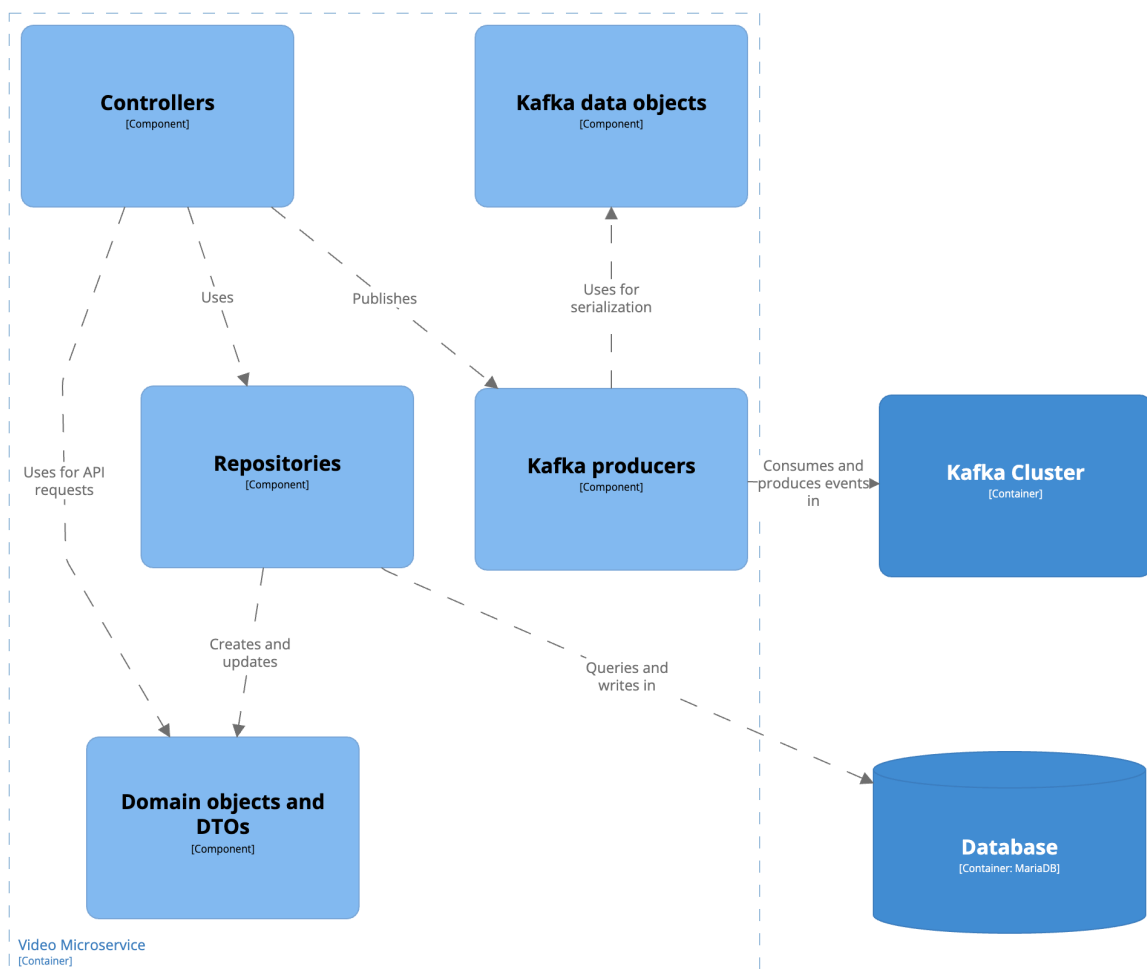 Controllers
[Component]
Kafka data objects
[Component]
Uses
Publishes
Uses for
serialization
Uses for API
requests
Repositories
[Component]
Kafka producers
[Component]
Consumes and
produces events
in
Kafka Cluster
[Container]
Creates and
updates
Queries and
writes in
Domain objects and
DTOs
[Component]
Database
[Container: MariaDB]
Video Microservice
[Container]